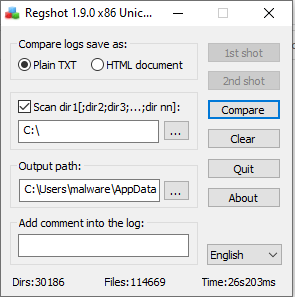 Regshot 1.9.0 x86 Unic...
Compare logs save as:
Plain TXT
HTML document
1st shot
2nd shot
Scan dir1[;dir2;dir3;...;dir nn]:
Compare
C:\
...
Clear
Output path:
Quit
C:\Users\malware\AppData
...
About
Add comment into the log:
English
Dirs:30186
Files:114669
Time:26s203ms